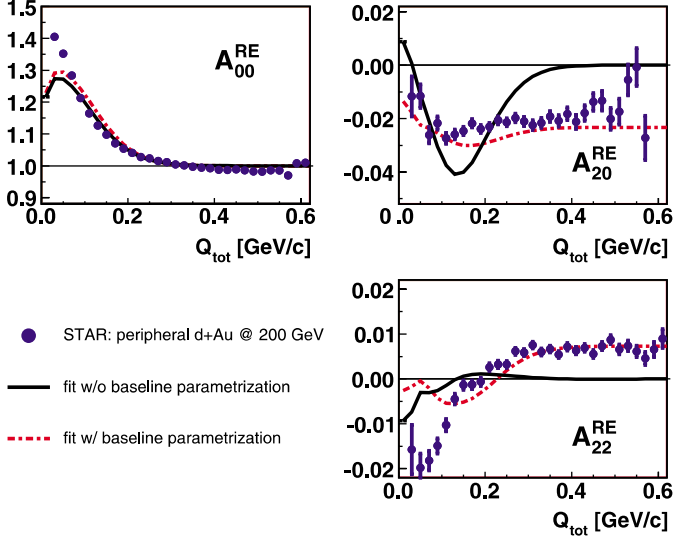 1.5
1.4
1.3
1.2
1.1
1.0
0.9
A₀₀ᴿᴱ
0.0 0.2 0.4 0.6
Q_tot [GeV/c]
0.02
0.00
-0.02
-0.04
A₂₀ᴿᴱ
0.0 0.2 0.4 0.6
Q_tot [GeV/c]
STAR: peripheral d+Au @ 200 GeV
fit w/o baseline parametrization
fit w/ baseline parametrization
0.02
0.01
0.00
-0.01
-0.02
A₂₂ᴿᴱ
0.0 0.2 0.4 0.6
Q_tot [GeV/c]